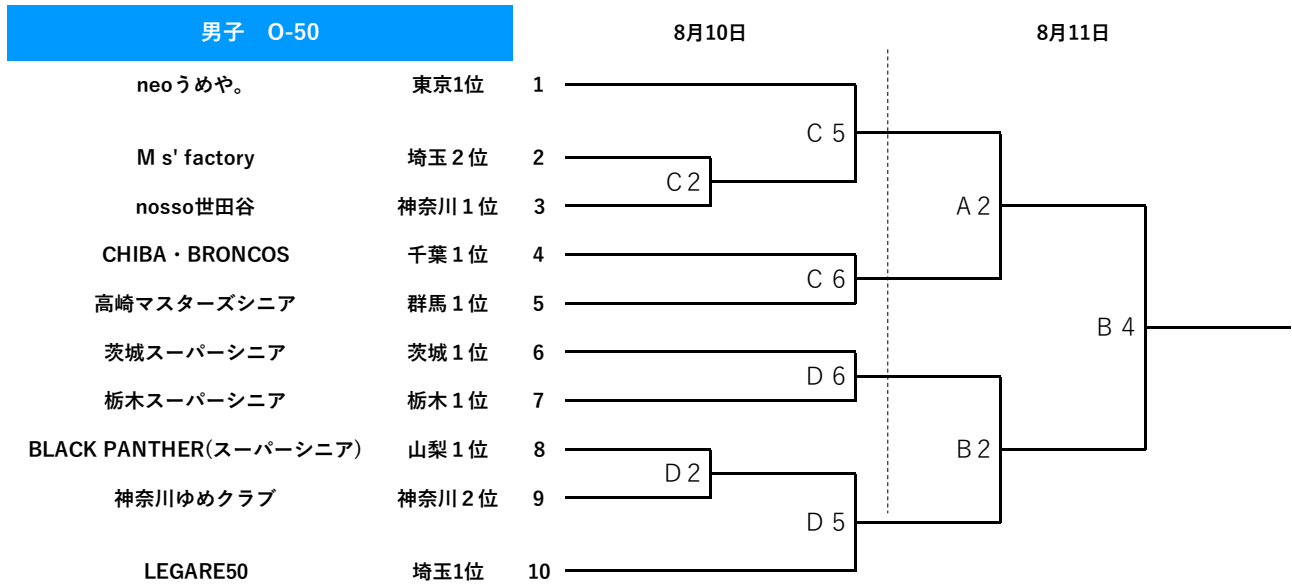 男子　O-50 8月10日 8月11日
neoうめや。 東京1位 1
C 5
M s' factory 埼玉２位 2
C 2
nosso世田谷 神奈川１位 3
A 2
CHIBA・BRONCOS 千葉１位 4
C 6
高崎マスターズシニア 群馬１位 5
B 4
茨城スーパーシニア 茨城１位 6
D 6
栃木スーパーシニア 栃木１位 7
BLACK PANTHER(スーパーシニア) 山梨１位 8
B 2
D 2
神奈川ゆめクラブ 神奈川２位 9
D 5
LEGARE50 埼玉1位 10